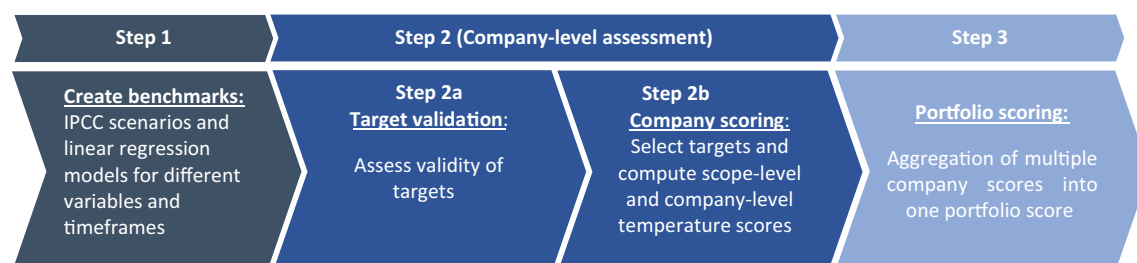 Step 1
Step 2 (Company-level assessment)
Step 3
Create benchmarks:
IPCC scenarios and
linear regression
models for different
variables and
timeframes
Step 2a
Target validation:
Assess validity of
targets
Step 2b
Company scoring:
Select targets and
compute scope-level
and company-level
temperature scores
Portfolio scoring:
Aggregation of multiple
company scores into
one portfolio score